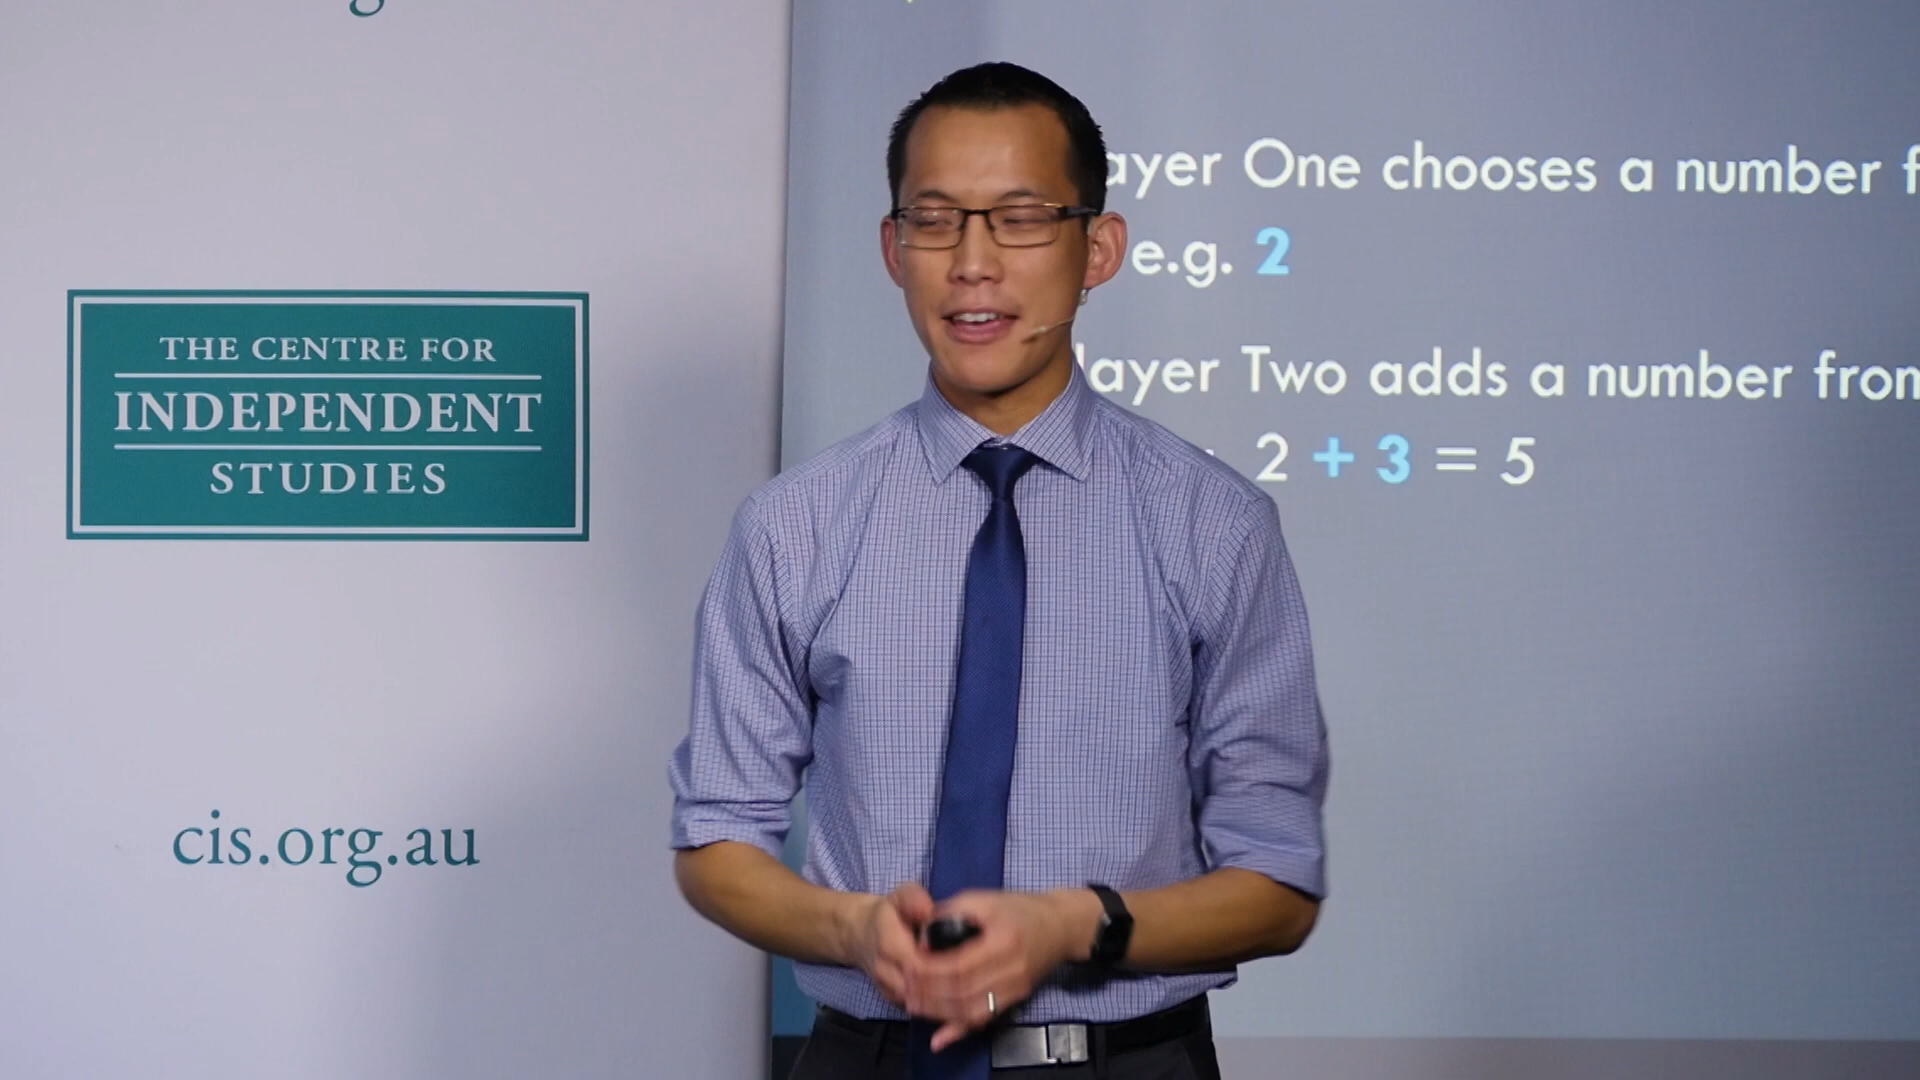 THE CENTRE FOR
INDEPENDENT
STUDIES
cis.org.au
ayer One chooses a number f
e.g. 2
layer Two adds a number from
2 + 3 = 5